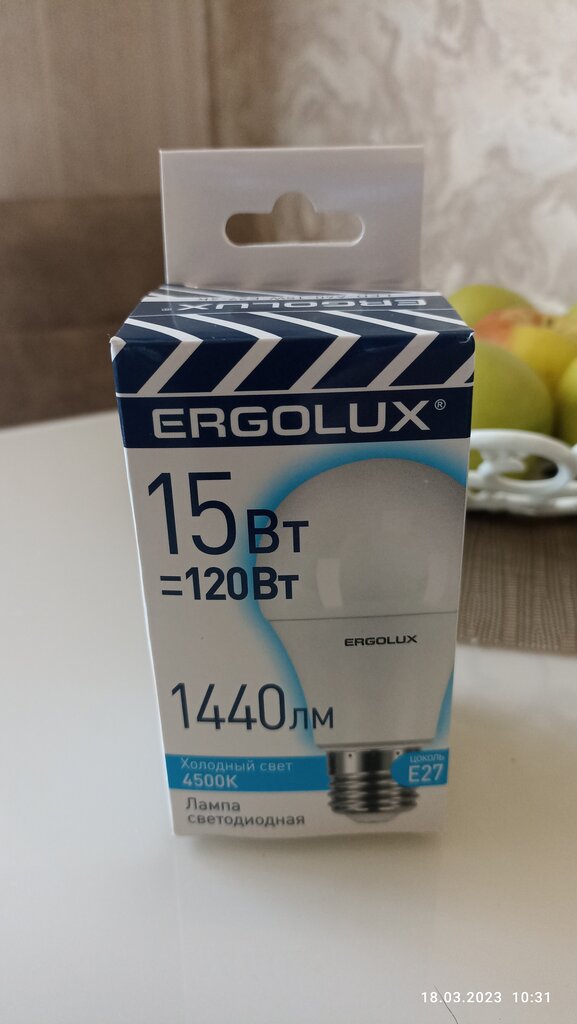 ERGOLUX®
ERGOLUX®
15Вт
=120Вт
ERGOLUX
1440лм
Холодный свет
4500K
цоколь
E27
Лампа
светодиодная
18.03.2023 10:31